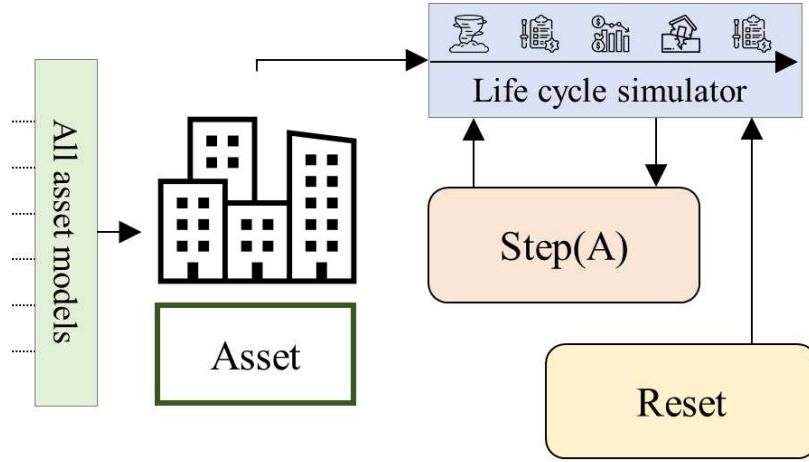 All asset models
Life cycle simulator
Step(A)
Asset
Reset